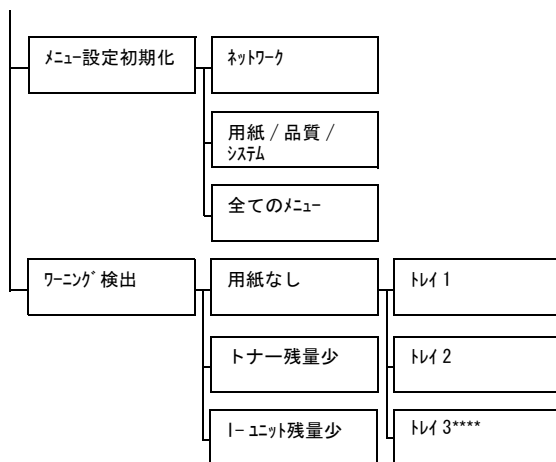 ﾒﾆｭｰ設定初期化
ﾈｯﾄﾜｰｸ
用紙 / 品質 /
ｼｽﾃﾑ
全てのﾒﾆｭｰ
ﾜｰﾆﾝｸﾞ検出
用紙なし
ﾄﾚｲ 1
トナー残量少
ﾄﾚｲ 2
I-ﾕﾆｯﾄ残量少
ﾄﾚｲ 3****